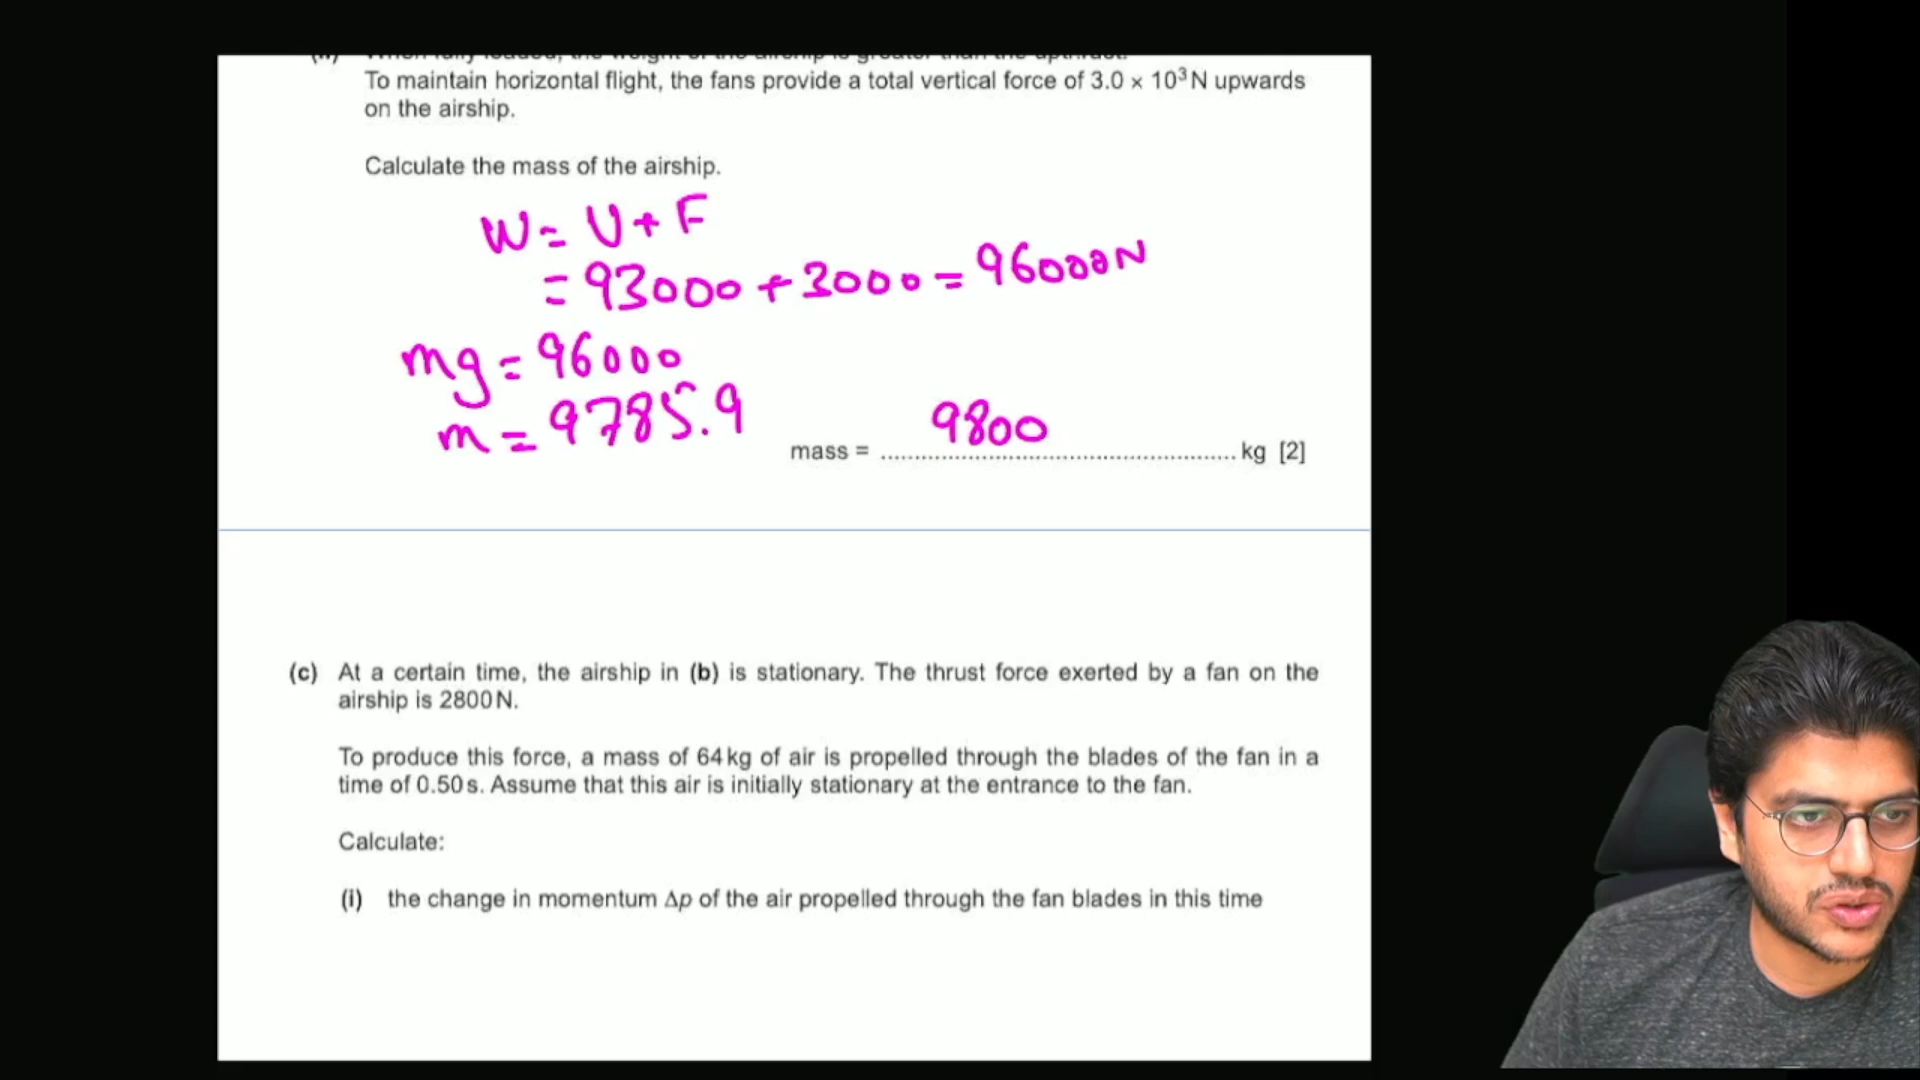 To maintain horizontal flight, the fans provide a total vertical force of 3.0 × 10³ N upwards
on the airship.
Calculate the mass of the airship.
W = U + F
= 93000 + 3000 = 96000N
mg = 96000
m = 9785.9
9800
mass = .................................................... kg [2]
(c) At a certain time, the airship in (b) is stationary. The thrust force exerted by a fan on the
airship is 2800 N.
To produce this force, a mass of 64 kg of air is propelled through the blades of the fan in a
time of 0.50 s. Assume that this air is initially stationary at the entrance to the fan.
Calculate:
(i) the change in momentum Δp of the air propelled through the fan blades in this time